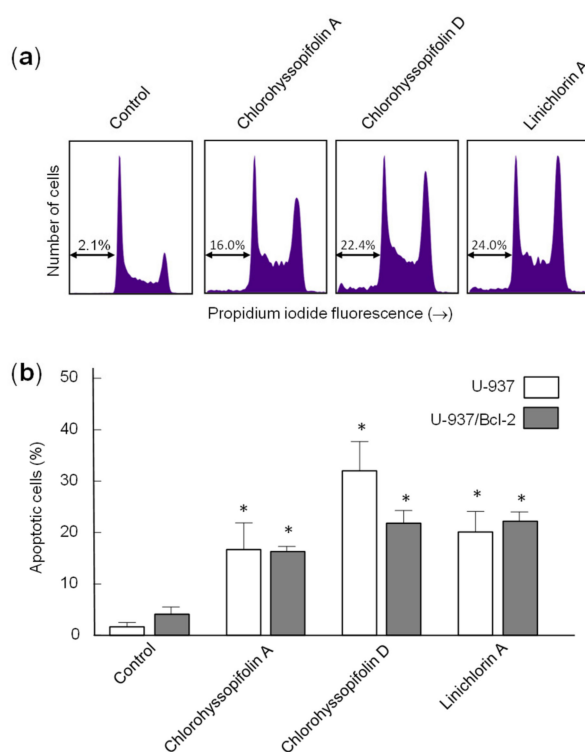 (a)
Control
Chlorohyssopifolin A
Chlorohyssopifolin D
Linichlorin A
Number of cells
2.1%
16.0%
22.4%
24.0%
Propidium iodide fluorescence (→)
(b)
50
40
30
20
10
0
Apoptotic cells (%)
U-937
U-937/Bcl-2
*
*
*
*
*
*
Control
Chlorohyssopifolin A
Chlorohyssopifolin D
Linichlorin A